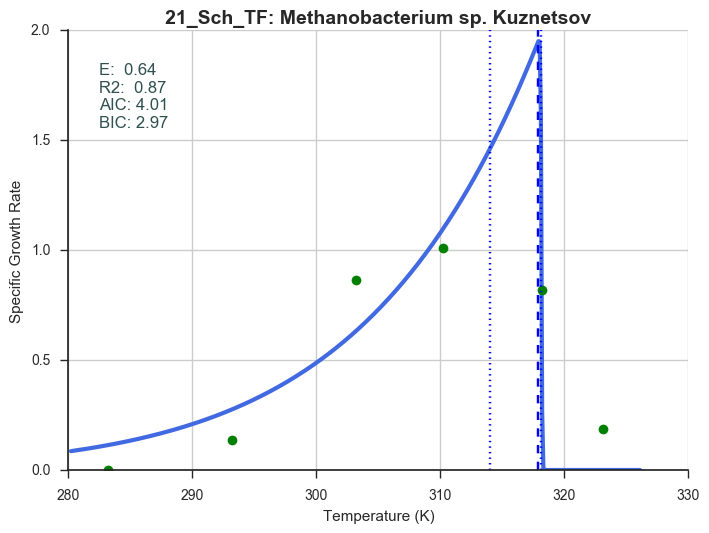 21_Sch_TF: Methanobacterium sp. Kuznetsov
E:  0.64
R2:  0.87
AIC: 4.01
BIC: 2.97
Specific Growth Rate
2.0
1.5
1.0
0.5
0.0
280 290 300 310 320 330
Temperature (K)